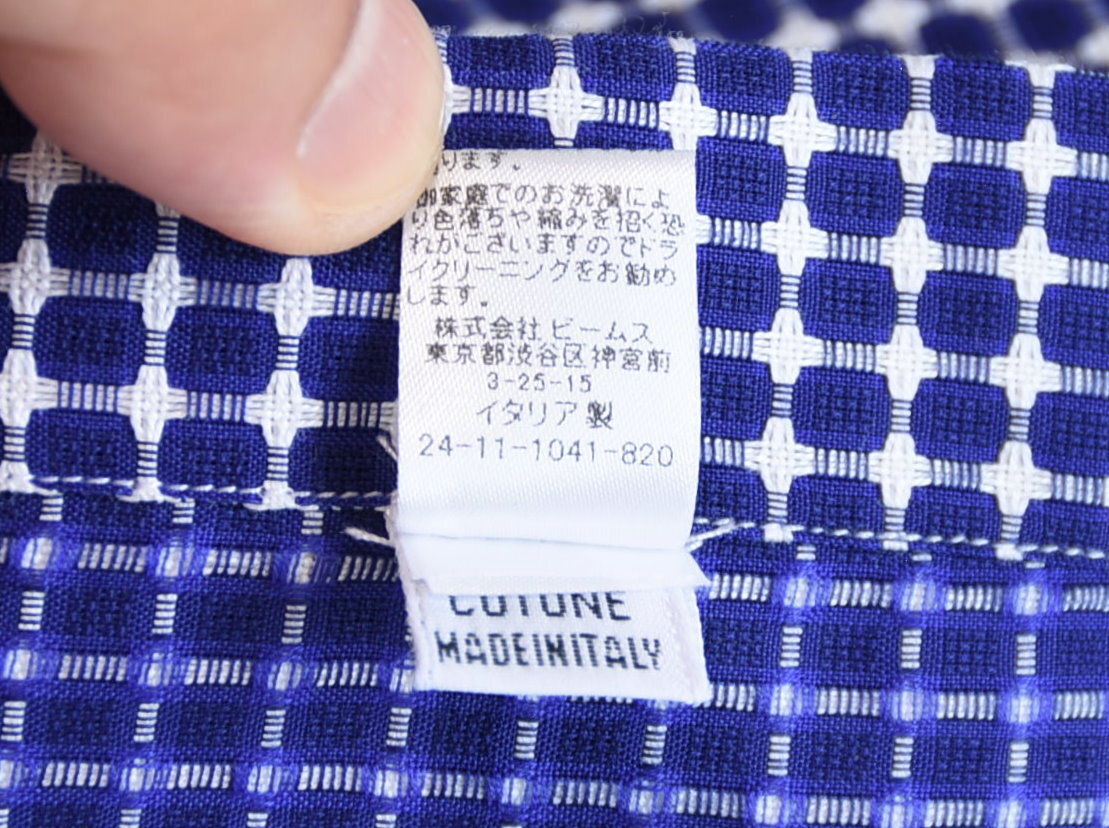 ります。
御家庭でのお洗濯によ
り色落ちや縮みを招く恐
れがございますのでドラ
イクリーニングをお勧め
します。
株式会社 ビームス
東京都渋谷区神宮前
3-25-15
イタリア製
24-11-1041-820
COTONE
MADEINITALY